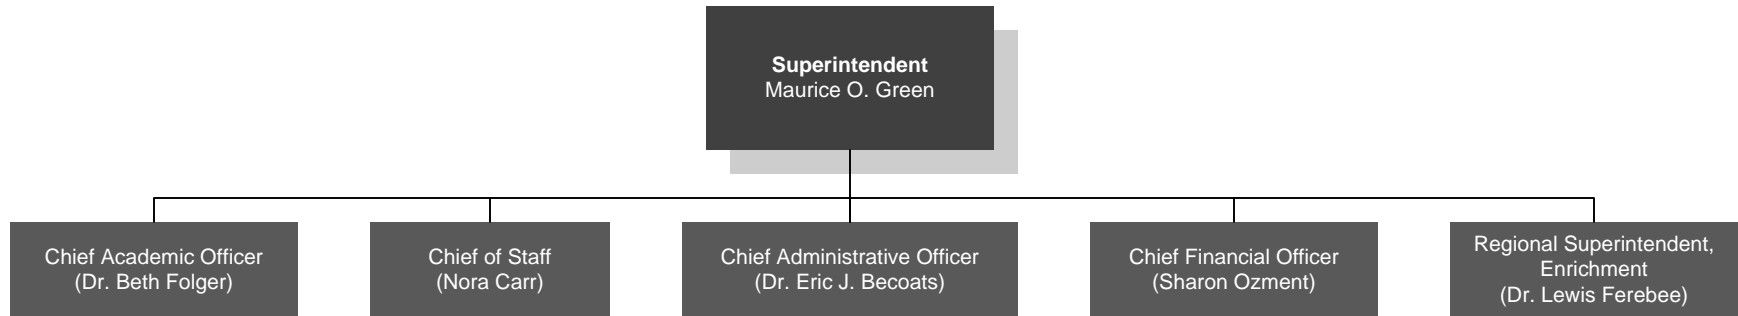 Superintendent
Maurice O. Green
Chief Academic Officer
(Dr. Beth Folger)
Chief of Staff
(Nora Carr)
Chief Administrative Officer
(Dr. Eric J. Becoats)
Chief Financial Officer
(Sharon Ozment)
Regional Superintendent,
Enrichment
(Dr. Lewis Ferebee)